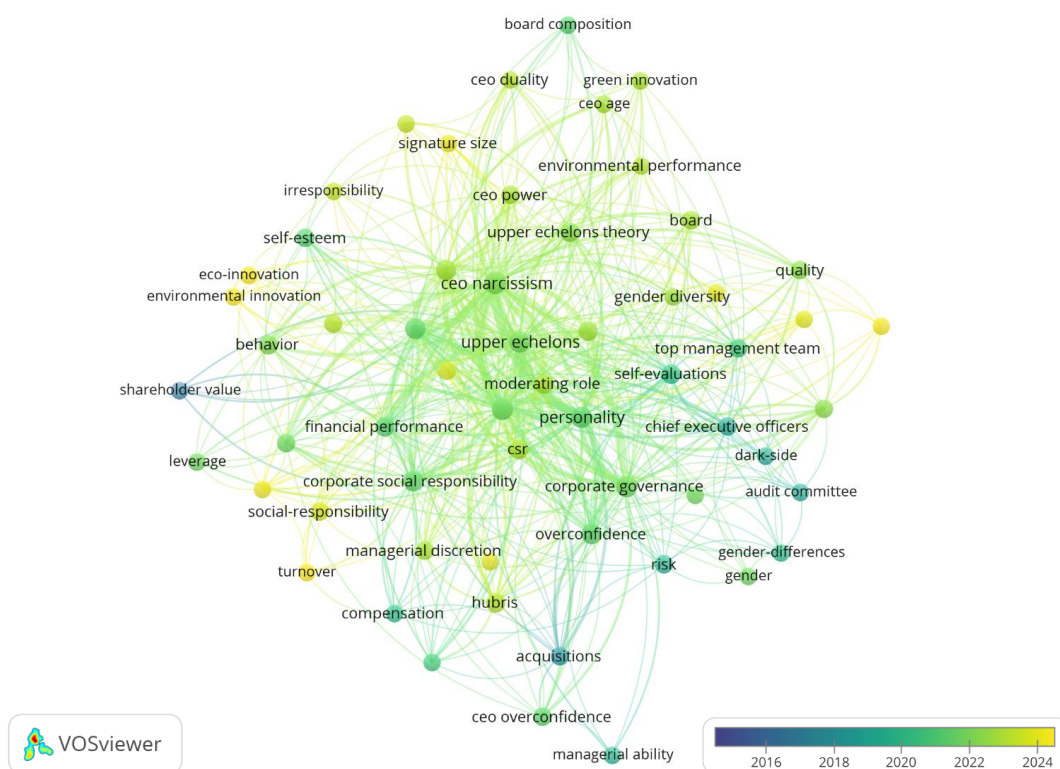 board composition
ceo duality
green innovation
ceo age
signature size
environmental performance
irresponsibility
ceo power
board
upper echelons theory
self-esteem
eco-innovation
quality
ceo narcissism
environmental innovation
gender diversity
behavior
upper echelons
top management team
self-evaluations
moderating role
shareholder value
personality
financial performance
chief executive officers
csr
dark-side
leverage
corporate social responsibility
corporate governance
audit committee
social-responsibility
overconfidence
managerial discretion
gender-differences
risk
turnover
gender
hubris
compensation
acquisitions
ceo overconfidence
managerial ability
VOSviewer
2016 2018 2020 2022 2024